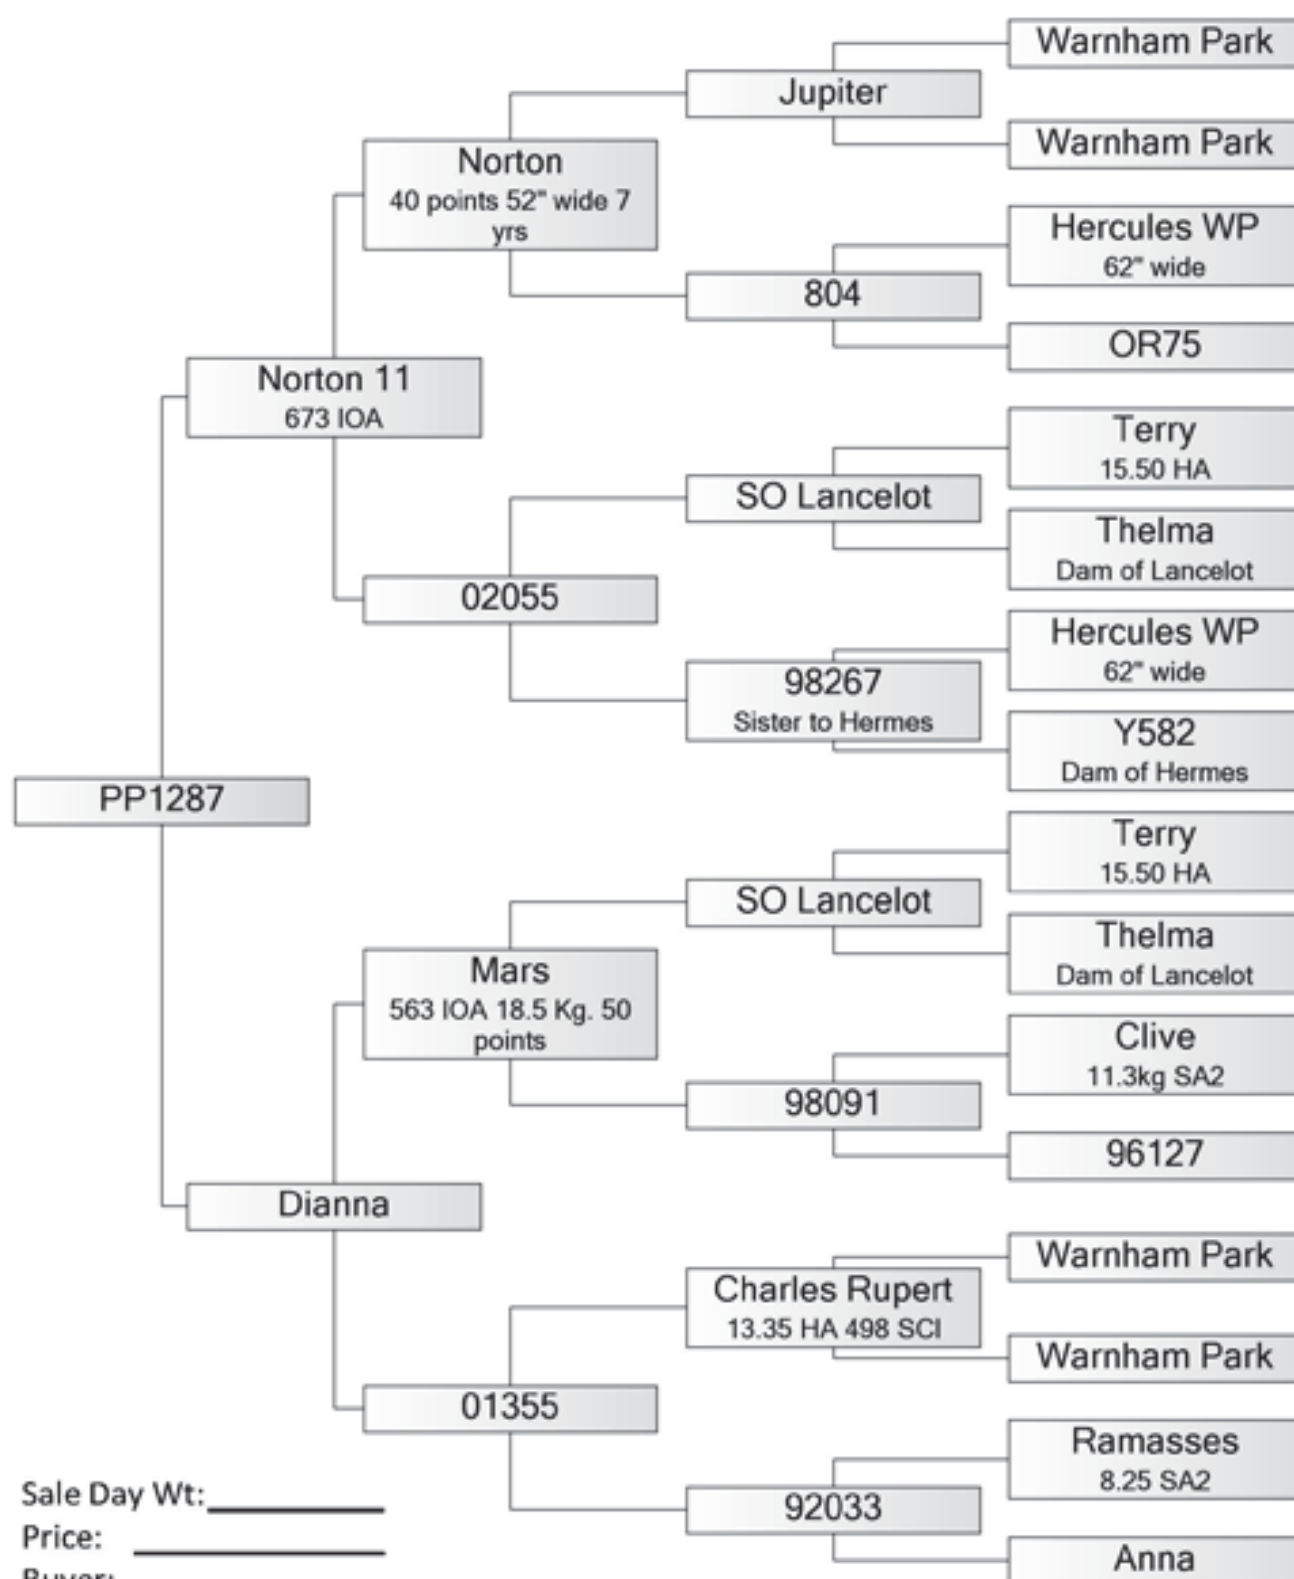 Warnham Park
Jupiter
Warnham Park
Norton
40 points 52" wide 7
yrs
Hercules WP
62" wide
804
OR75
Norton 11
673 IOA
Terry
15.50 HA
SO Lancelot
Thelma
Dam of Lancelot
02055
Hercules WP
62" wide
98267
Sister to Hermes
Y582
Dam of Hermes
PP1287
Terry
15.50 HA
SO Lancelot
Thelma
Dam of Lancelot
Mars
563 IOA 18.5 Kg. 50
points
Clive
11.3kg SA2
98091
96127
Dianna
Warnham Park
Charles Rupert
13.35 HA 498 SCI
Warnham Park
01355
Ramasses
8.25 SA2
92033
Anna
Sale Day Wt:
Price:
Buyer: